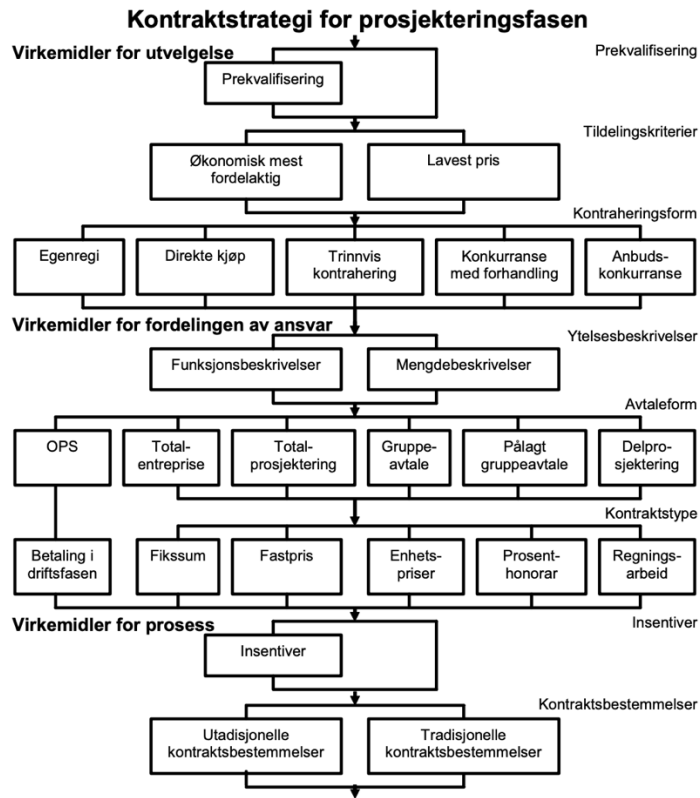 Kontraktstrategi for prosjekteringsfasen
Virkemidler for utvelgelse
Prekvalifisering
Prekvalifisering
Tildelingskriterier
Økonomisk mest
fordelaktig
Lavest pris
Kontraheringsform
Egenregi
Direkte kjøp
Trinnvis
kontrahering
Konkurranse
med forhandling
Anbuds-
konkurranse
Virkemidler for fordelingen av ansvar
Ytelsesbeskrivelser
Funksjonsbeskrivelser
Mengdebeskrivelser
Avtaleform
OPS
Total-
entreprise
Total-
prosjektering
Gruppe-
avtale
Pålagt
gruppeavtale
Delpro-
sjektering
Kontraktstype
Betaling i
driftsfasen
Fikssum
Fastpris
Enhets-
priser
Prosent-
honorar
Regnings-
arbeid
Virkemidler for prosess
Insentiver
Insentiver
Kontraktsbestemmelser
Utadisjonelle
kontraktsbestemmelser
Tradisjonelle
kontraktsbestemmelser